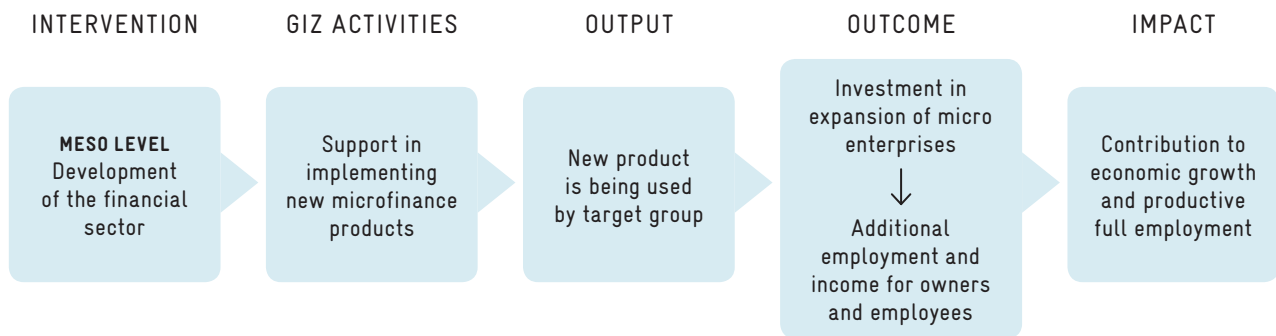 INTERVENTION
GIZ ACTIVITIES
OUTPUT
OUTCOME
IMPACT
MESO LEVEL
Development
of the financial
sector
Support in
implementing
new microfinance
products
New product
is being used
by target group
Investment in
expansion of micro
enterprises
Additional
employment and
income for owners
and employees
Contribution to
economic growth
and productive
full employment